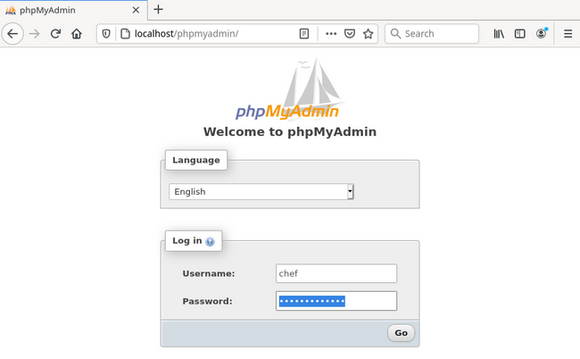 phpMyAdmin
localhost/phpmyadmin/
Search
phpMyAdmin
Welcome to phpMyAdmin
Language
English
Log in
Username:
chef
Password:
•••••••••••••
Go